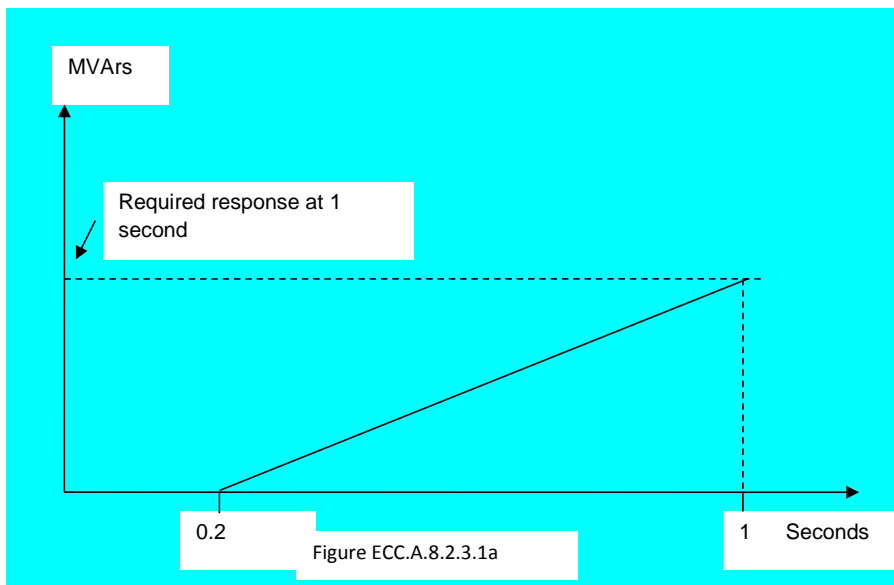 MVArs
Required response at 1
second
0.2
1 Seconds
Figure ECC.A.8.2.3.1a